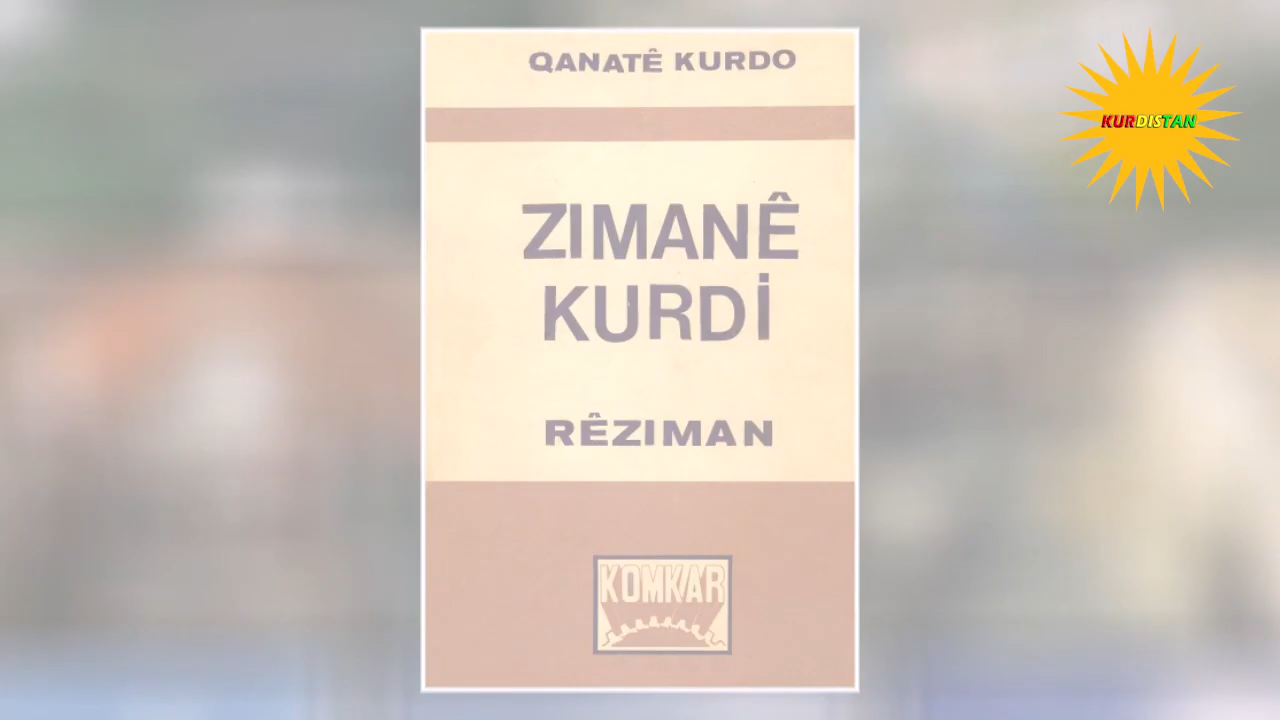 QANATÊ KURDO
KURDISTAN
ZIMANÊ
KURDİ
RÊZIMAN
KOMKAR